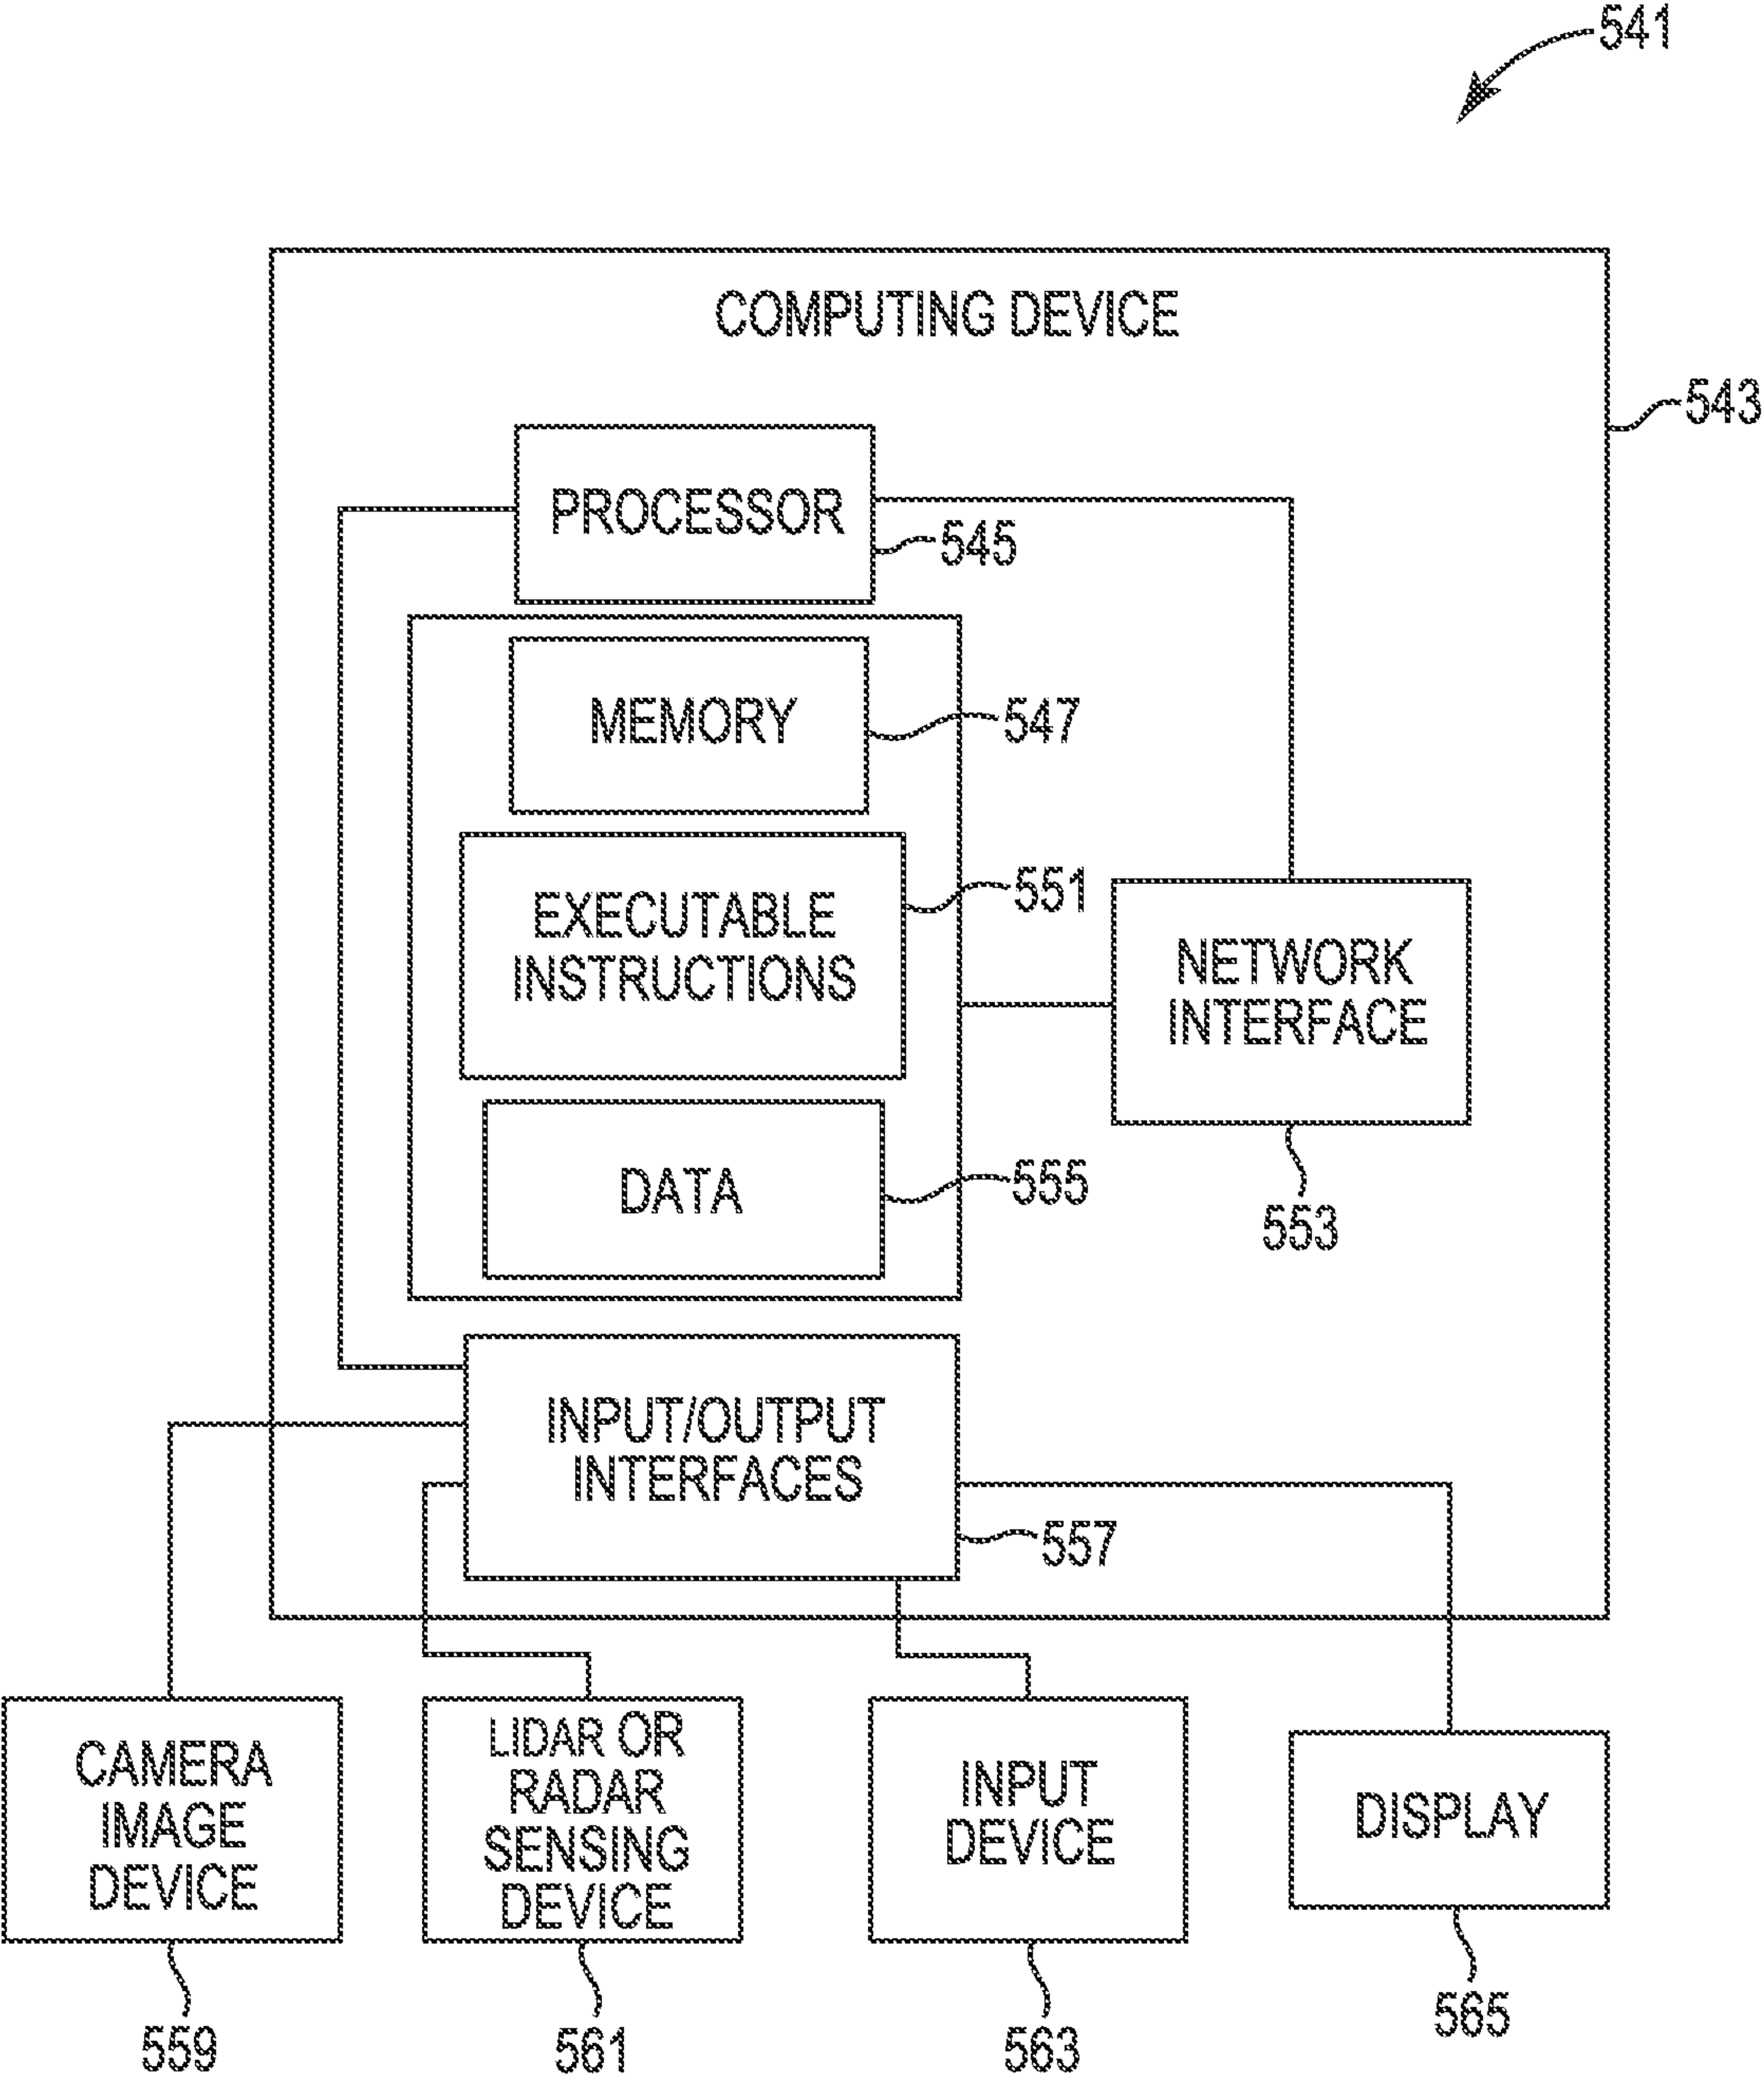 541
COMPUTING DEVICE
543
PROCESSOR
545
MEMORY
547
EXECUTABLE
INSTRUCTIONS
551
NETWORK
INTERFACE
553
DATA
555
INPUT/OUTPUT
INTERFACES
557
CAMERA
IMAGE
DEVICE
559
LIDAR OR
RADAR
SENSING
DEVICE
561
INPUT
DEVICE
563
DISPLAY
565